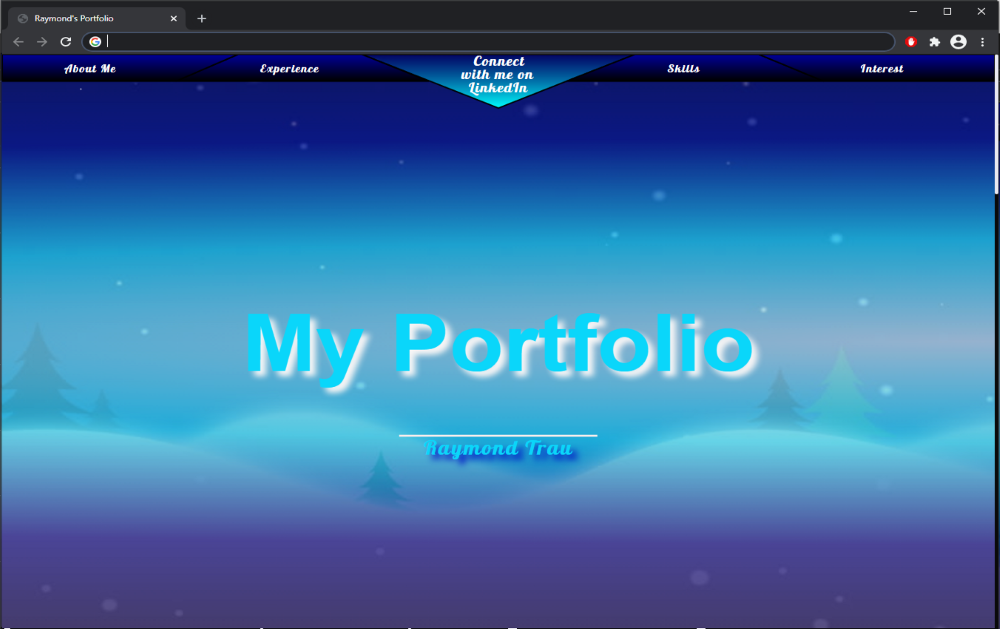 Raymond's Portfolio
About Me
Experience
Connect
with me on
LinkedIn
Skills
Interest
My Portfolio
Raymond Trau